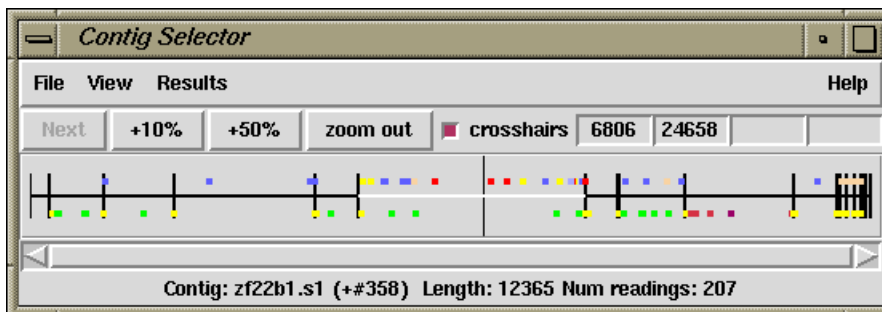 Contig Selector
File View Results Help
Next +10% +50% zoom out crosshairs 6806 24658
Contig: zf22b1.s1 (+#358) Length: 12365 Num readings: 207